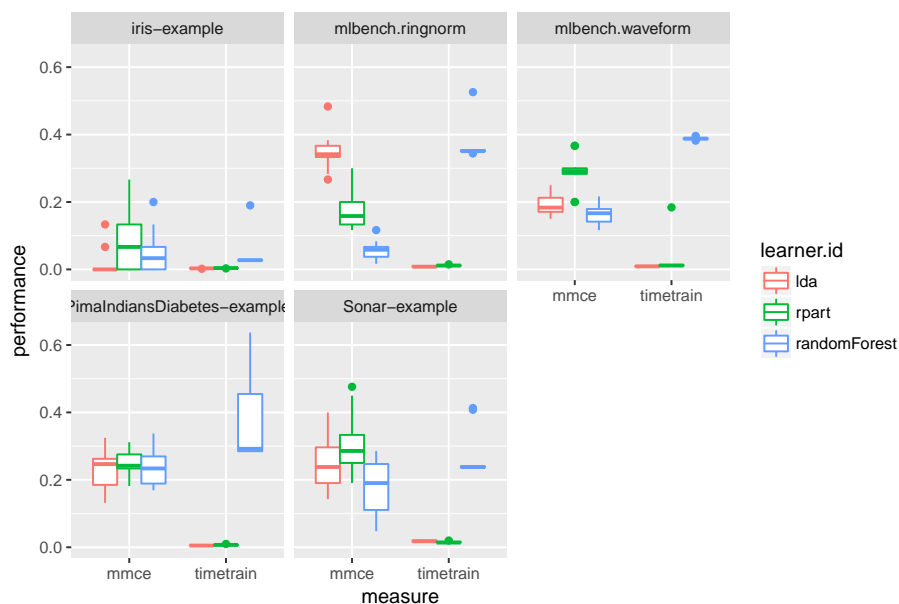 iris−example
mlbench.ringnorm
mlbench.waveform
0.6
0.4
0.2
0.0
mmce
timetrain
PimaIndiansDiabetes−example
Sonar−example
0.6
0.4
0.2
0.0
mmce
timetrain
mmce
timetrain
measure
performance
learner.id
lda
rpart
randomForest